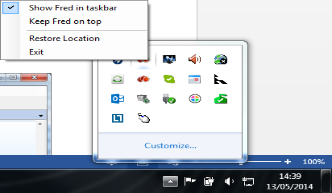 Show Fred in taskbar
Keep Fred on top
Restore Location
Exit
Customize...
100%
14:39
13/05/2014